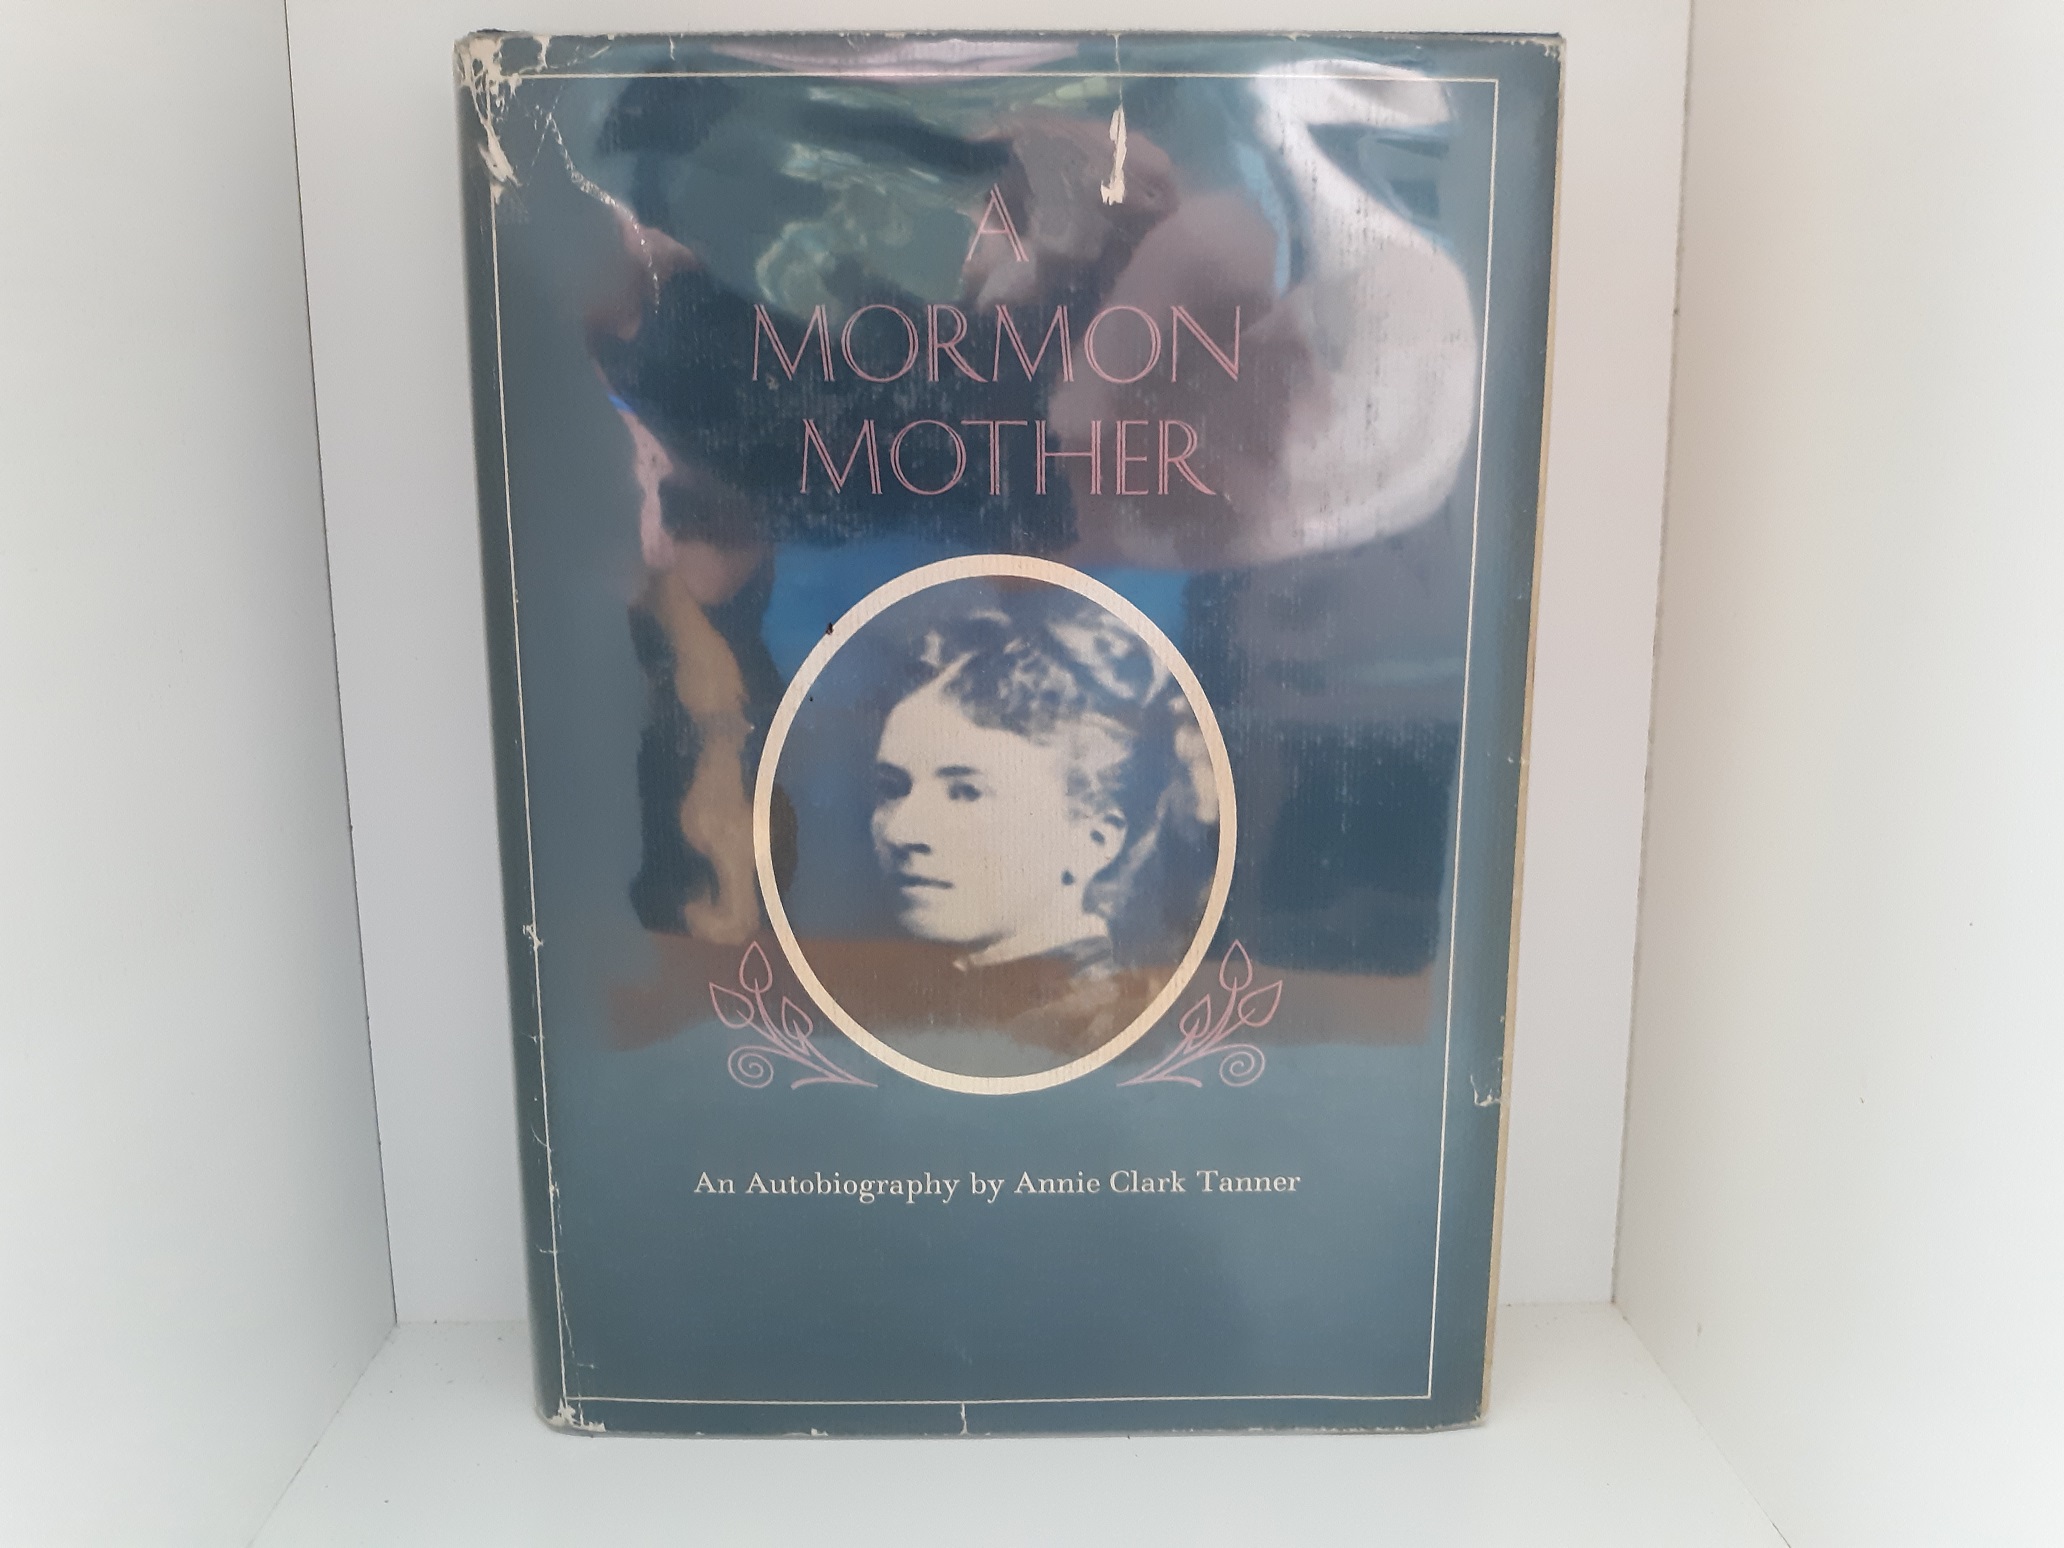 A
MORMON
MOTHER
An Autobiography by Annie Clark Tanner